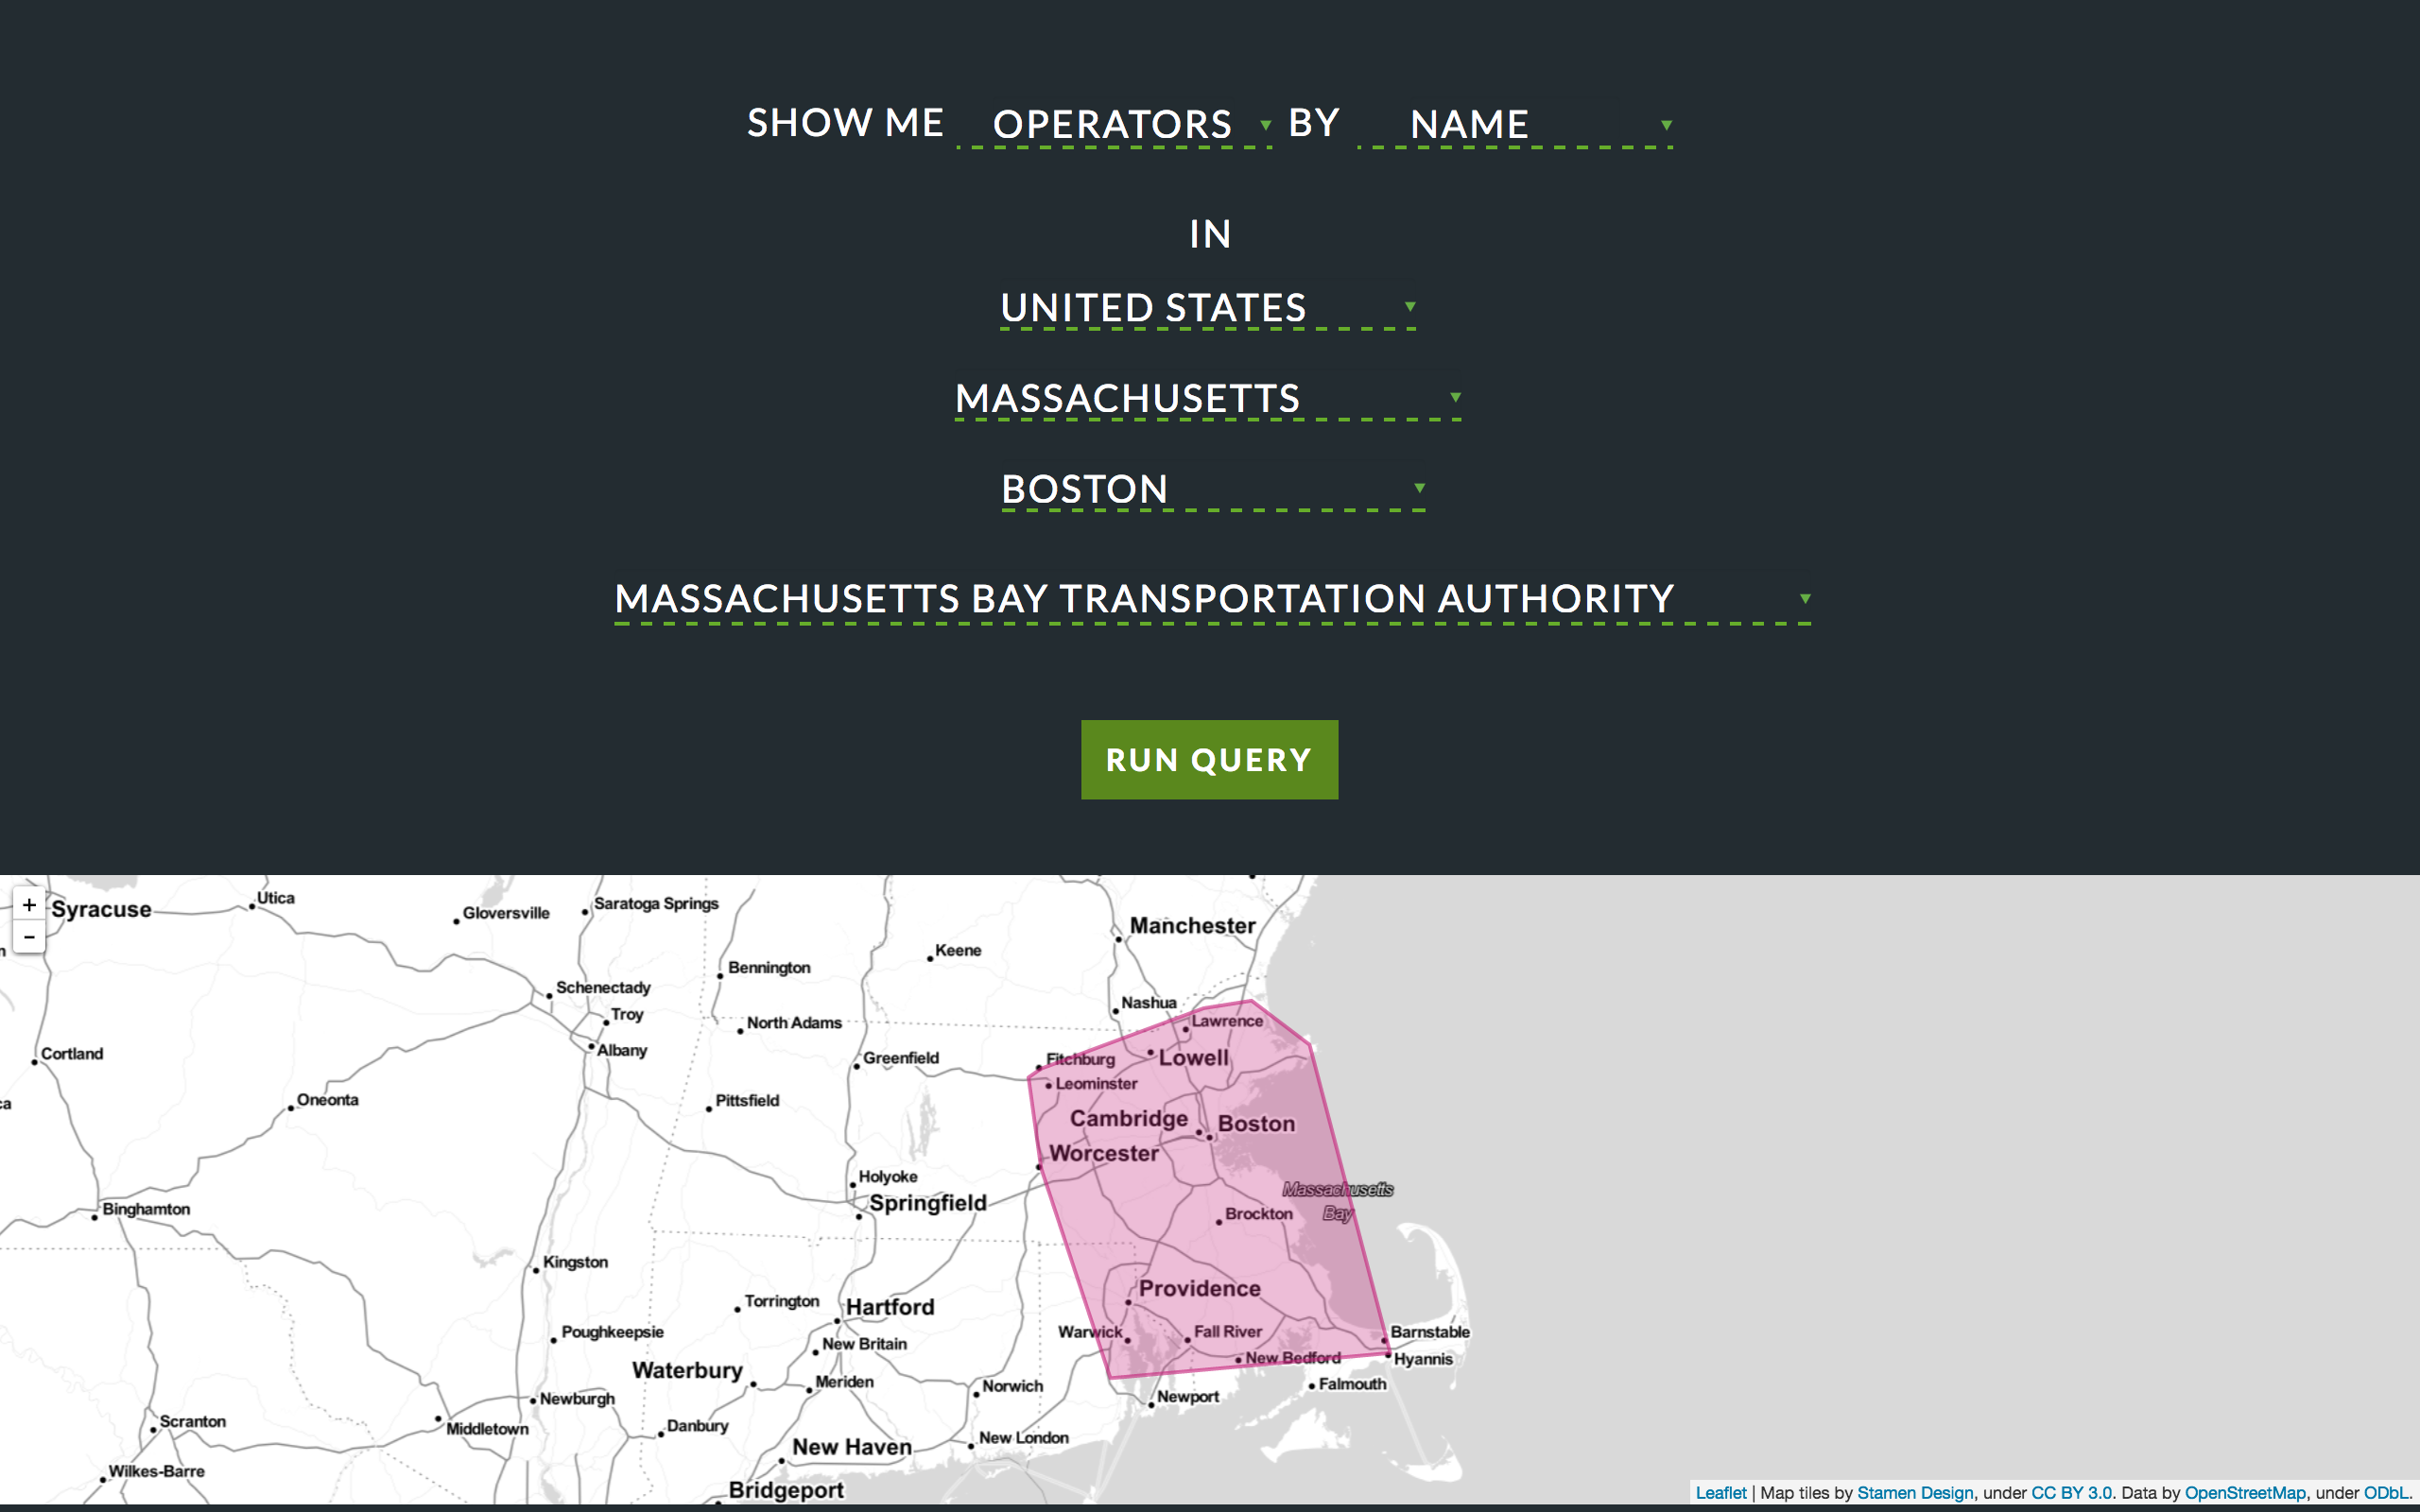 SHOW ME OPERATORS ▾ BY NAME ▾
IN
UNITED STATES ▾
MASSACHUSETTS ▾
BOSTON ▾
MASSACHUSETTS BAY TRANSPORTATION AUTHORITY ▾
RUN QUERY
+
−
Syracuse
Utica
Gloversville
Saratoga Springs
Manchester
Keene
Bennington
Schenectady
Nashua
Troy
North Adams
Lawrence
Albany
Cortland
Greenfield
Fitchburg
Lowell
Leominster
Oneonta
Pittsfield
Cambridge
Boston
Worcester
Holyoke
Massachusetts
Bay
Springfield
Binghamton
Brockton
Kingston
Providence
Torrington
Hartford
Poughkeepsie
Warwick
Fall River
Barnstable
New Britain
New Bedford
Hyannis
Waterbury
Meriden
Norwich
Falmouth
Newburgh
Newport
Scranton
Middletown
Danbury
New London
New Haven
Wilkes-Barre
Bridgeport
Leaflet | Map tiles by Stamen Design, under CC BY 3.0. Data by OpenStreetMap, under ODbL.